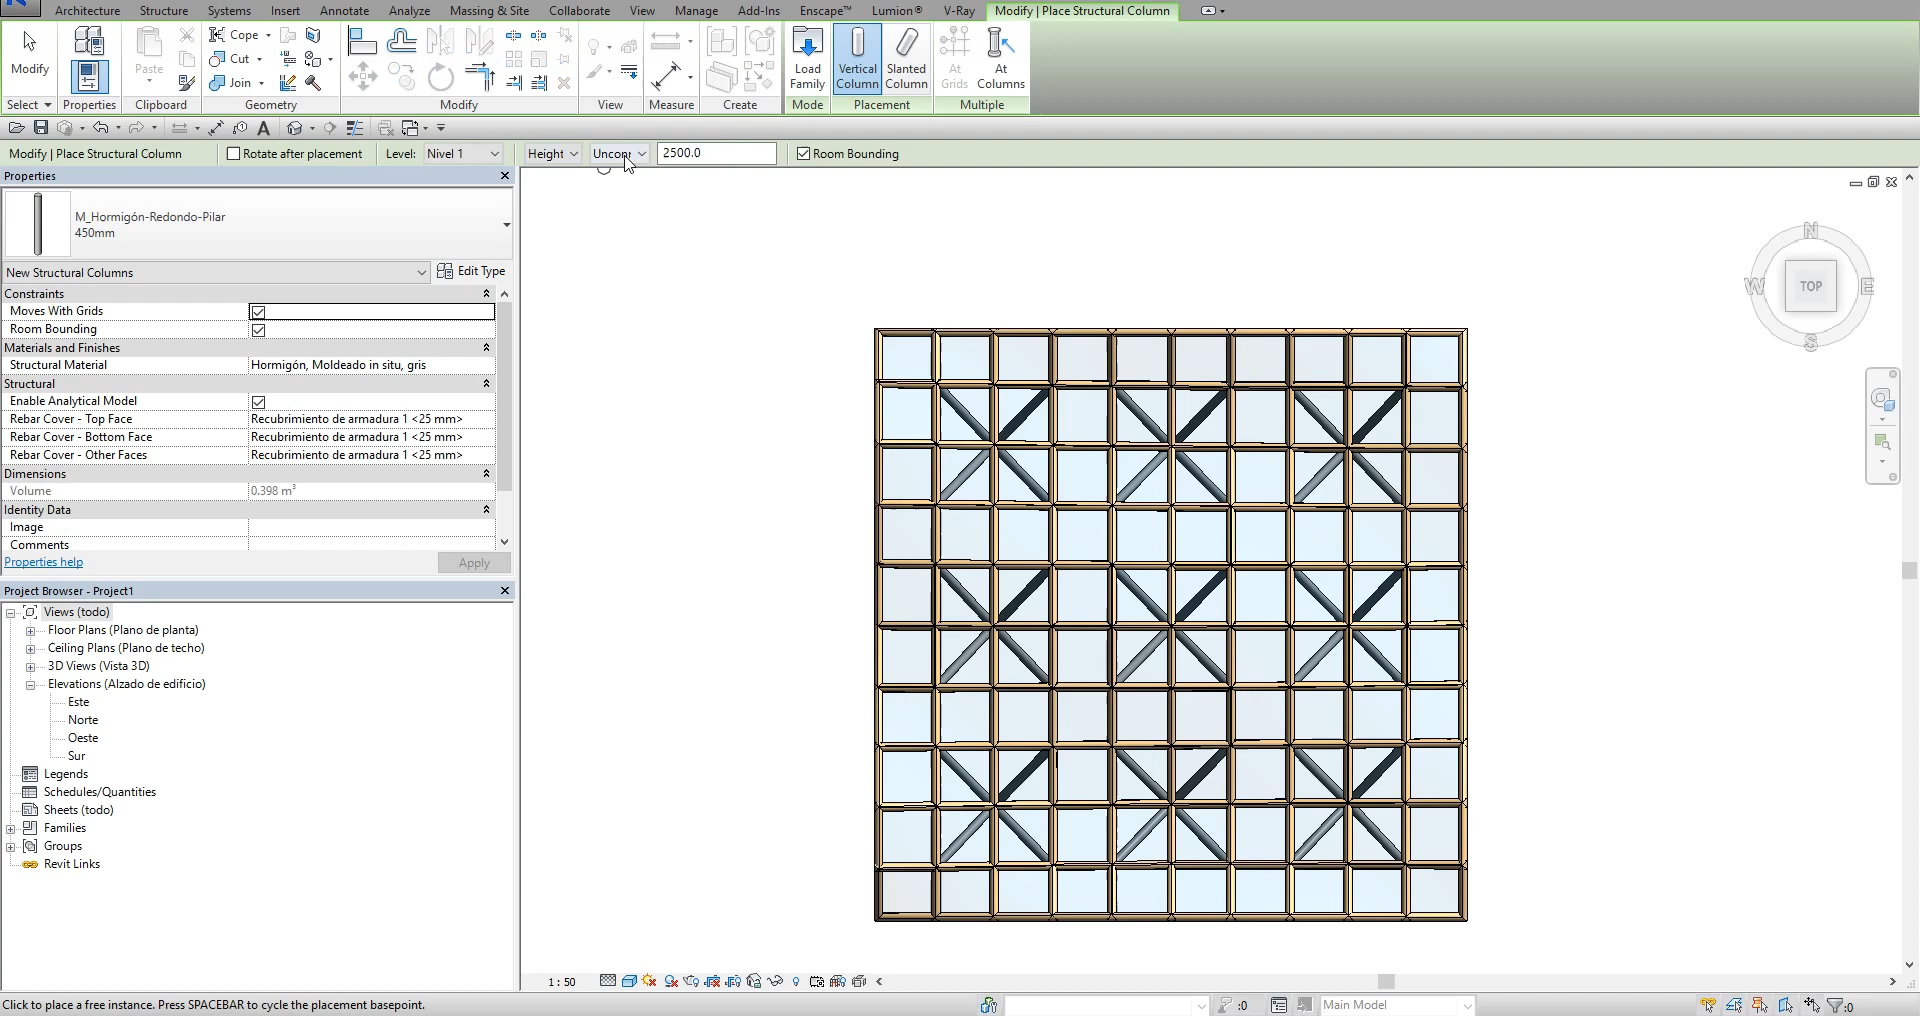 Architecture Structure Systems Insert Annotate Analyze Massing & Site Collaborate View Manage Add-Ins Enscape™ Lumion® V-Ray Modify | Place Structural Column
Modify
Paste
Cope
Cut
Join
Load Family
Vertical Column
Slanted Column
At Grids
At Columns
Select Properties Clipboard Geometry Modify View Measure Create Mode Placement Multiple
Modify | Place Structural Column Rotate after placement Level: Nivel 1 Height Uncon 2500.0 Room Bounding
Properties
M_Hormigón-Redondo-Pilar
450mm
New Structural Columns Edit Type
Constraints
Moves With Grids
Room Bounding
Materials and Finishes
Structural Material Hormigón, Moldeado in situ, gris
Structural
Enable Analytical Model
Rebar Cover - Top Face Recubrimiento de armadura 1 <25 mm>
Rebar Cover - Bottom Face Recubrimiento de armadura 1 <25 mm>
Rebar Cover - Other Faces Recubrimiento de armadura 1 <25 mm>
Dimensions
Volume 0.398 m³
Identity Data
Image
Comments
Properties help Apply
Project Browser - Project1
Views (todo)
Floor Plans (Plano de planta)
Ceiling Plans (Plano de techo)
3D Views (Vista 3D)
Elevations (Alzado de edificio)
Este
Norte
Oeste
Sur
Legends
Schedules/Quantities
Sheets (todo)
Families
Groups
Revit Links
N
W TOP E
S
1 : 50
Click to place a free instance. Press SPACEBAR to cycle the placement basepoint. :0 Main Model :0